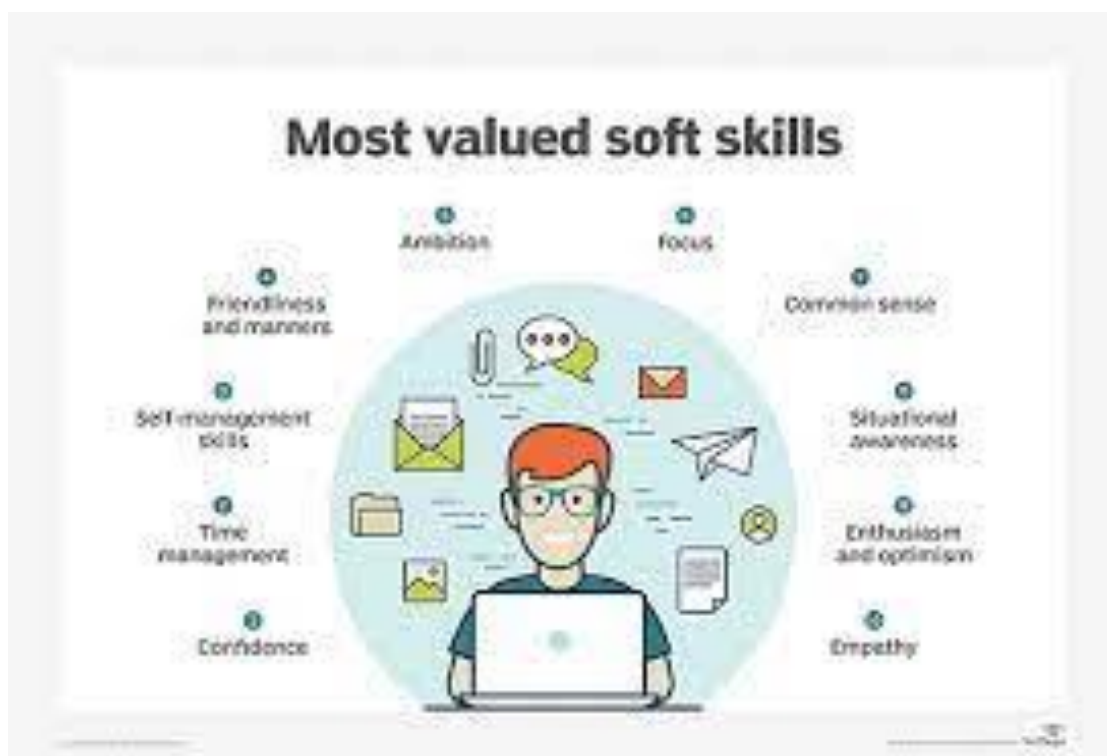 Most valued soft skills
Ambition
Focus
Friendliness
and manners
Common sense
Self-management
skills
Situational
awareness
Time
management
Enthusiasm
and optimism
Confidence
Empathy